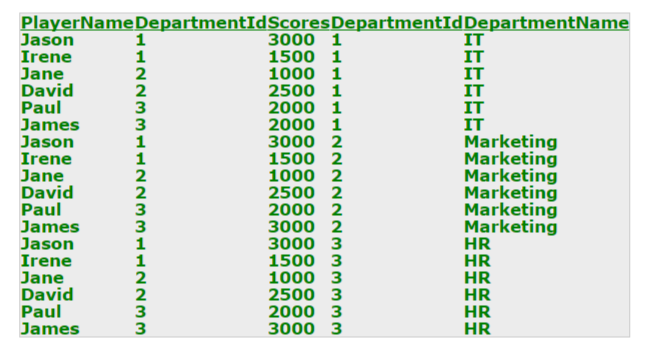 PlayerName DepartmentId Scores DepartmentId DepartmentName
Jason 1 3000 1 IT
Irene 1 1500 1 IT
Jane 2 1000 1 IT
David 2 2500 1 IT
Paul 3 2000 1 IT
James 3 2000 1 IT
Jason 1 3000 2 Marketing
Irene 1 1500 2 Marketing
Jane 2 1000 2 Marketing
David 2 2500 2 Marketing
Paul 3 2000 2 Marketing
James 3 3000 2 Marketing
Jason 1 3000 3 HR
Irene 1 1500 3 HR
Jane 2 1000 3 HR
David 2 2500 3 HR
Paul 3 2000 3 HR
James 3 3000 3 HR